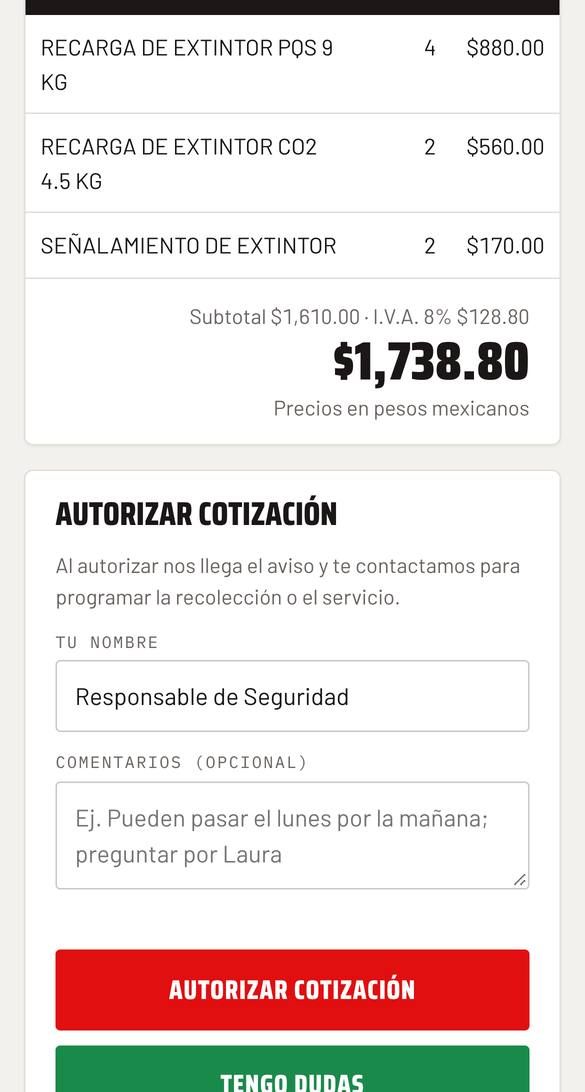 RECARGA DE EXTINTOR PQS 9 4 $880.00
KG
RECARGA DE EXTINTOR CO2 2 $560.00
4.5 KG
SEÑALAMIENTO DE EXTINTOR 2 $170.00
Subtotal $1,610.00 · I.V.A. 8% $128.80
$1,738.80
Precios en pesos mexicanos
AUTORIZAR COTIZACIÓN
Al autorizar nos llega el aviso y te contactamos para
programar la recolección o el servicio.
TU NOMBRE
Responsable de Seguridad
COMENTARIOS (OPCIONAL)
Ej. Pueden pasar el lunes por la mañana;
preguntar por Laura
AUTORIZAR COTIZACIÓN
TENGO DUDAS